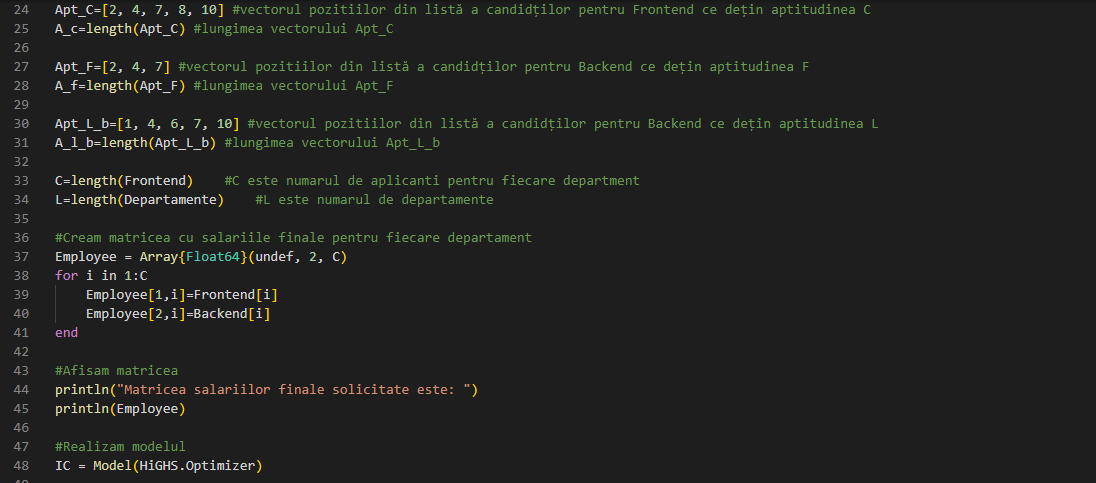 24 Apt_C=[2, 4, 7, 8, 10] #vectorul pozitiilor din listă a candidților pentru Frontend ce dețin aptitudinea C
25 A_c=length(Apt_C) #lungimea vectorului Apt_C
26
27 Apt_F=[2, 4, 7] #vectorul pozitiilor din listă a candidților pentru Backend ce dețin aptitudinea F
28 A_f=length(Apt_F) #lungimea vectorului Apt_F
29
30 Apt_L_b=[1, 4, 6, 7, 10] #vectorul pozitiilor din listă a candidților pentru Backend ce dețin aptitudinea L
31 A_l_b=length(Apt_L_b) #lungimea vectorului Apt_L_b
32
33 C=length(Frontend)    #C este numarul de aplicanti pentru fiecare department
34 L=length(Departamente)    #L este numarul de departamente
35
36 #Cream matricea cu salariile finale pentru fiecare departament
37 Employee = Array{Float64}(undef, 2, C)
38 for i in 1:C
39     Employee[1,i]=Frontend[i]
40     Employee[2,i]=Backend[i]
41 end
42
43 #Afisam matricea
44 println("Matricea salariilor finale solicitate este: ")
45 println(Employee)
46
47 #Realizam modelul
48 IC = Model(HiGHS.Optimizer)